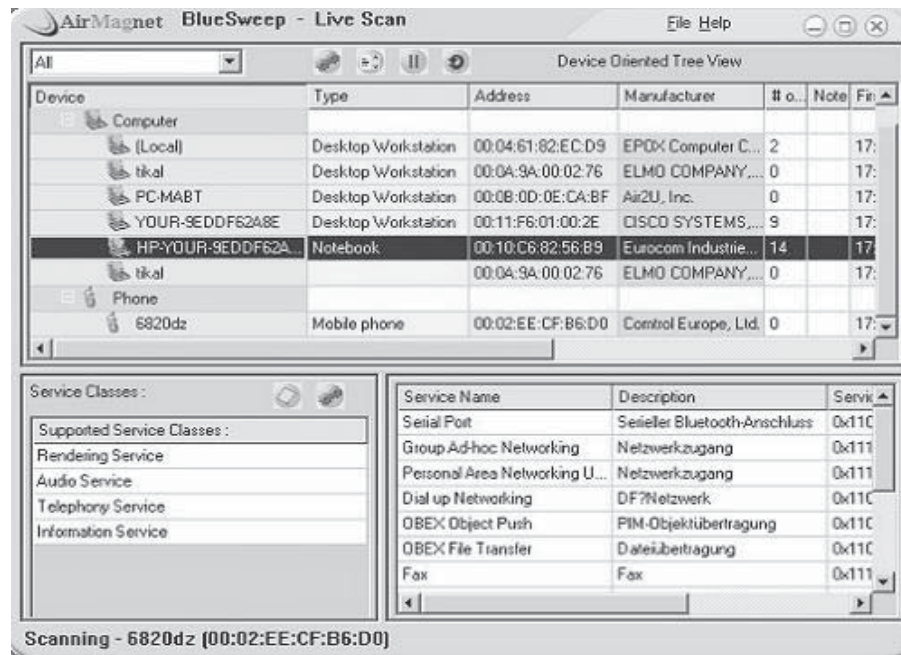 AirMagnet BlueSweep - Live Scan File Help
All Device Oriented Tree View
Device Type Address Manufacturer # o... Note Fir
Computer
(Local) Desktop Workstation 00:04:61:82:EC:D9 EPOX Computer C... 2 17:
tikal Desktop Workstation 00:0A:9A:00:02:76 ELMO COMPANY,... 0 17:
PC-MABT Desktop Workstation 00:0B:0D:0E:CA:BF Air2U, Inc. 0 17:
YOUR-9EDDF62A8E Desktop Workstation 00:11:F6:01:00:2E CISCO SYSTEMS,... 9 17:
HP-YOUR-9EDDF62A... Notebook 00:10:C6:82:56:B9 Eurocom Industrie... 14 17:
tikal 00:0A:9A:00:02:76 ELMO COMPANY,... 0 17:
Phone
6820dz Mobile phone 00:02:EE:CF:B6:D0 Comtrol Europe, Ltd. 0 17:
Service Classes :
Supported Service Classes :
Rendering Service
Audio Service
Telephony Service
Information Service
Service Name Description Servic
Serial Port Serieller Bluetooth-Anschluss 0x110
Group Ad-hoc Networking Netzwerkzugang 0x111
Personal Area Networking U... Netzwerkzugang 0x111
Dial up Networking DF?Netzwerk 0x110
OBEX Object Push PIM-Objektübertragung 0x110
OBEX File Transfer Dateiübertragung 0x110
Fax Fax 0x111
Scanning - 6820dz (00:02:EE:CF:B6:D0)